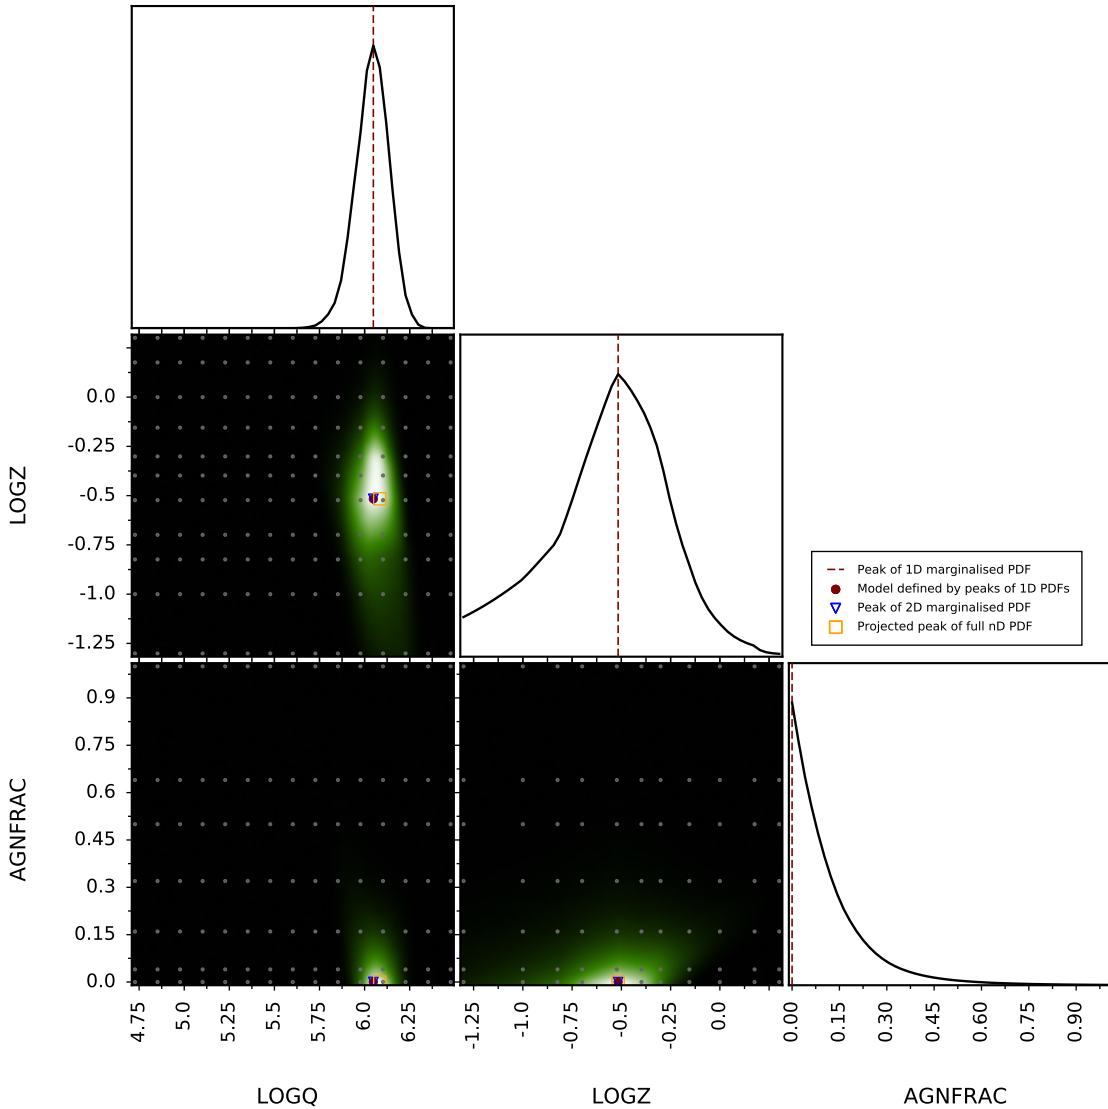 LOGZ
0.0
-0.25
-0.5
-0.75
-1.0
-1.25
Peak of 1D marginalised PDF
Model defined by peaks of 1D PDFs
Peak of 2D marginalised PDF
Projected peak of full nD PDF
AGNFRAC
0.9
0.75
0.6
0.45
0.3
0.15
0.0
4.75 5.0 5.25 5.5 5.75 6.0 6.25
-1.25 -1.0 -0.75 -0.5 -0.25 0.0
0.00 0.15 0.30 0.45 0.60 0.75 0.90
LOGQ
LOGZ
AGNFRAC